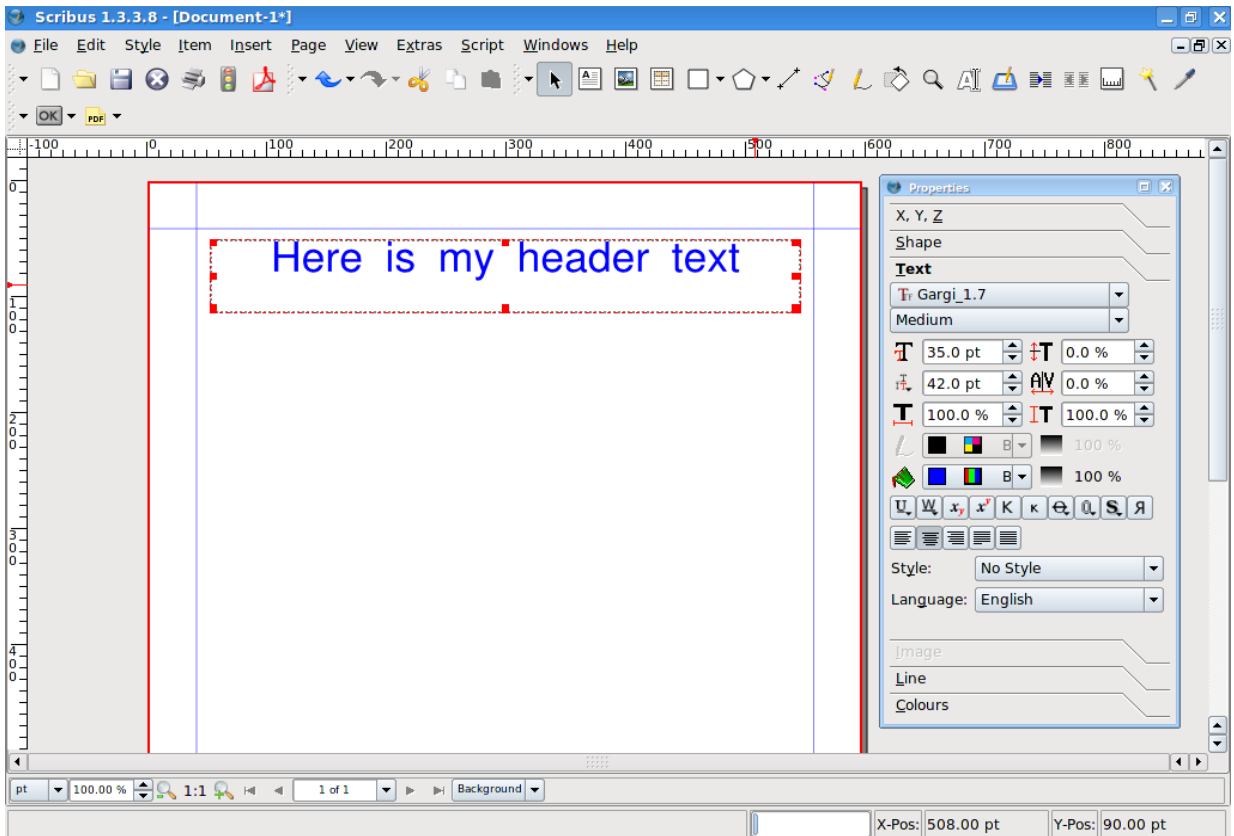 Scribus 1.3.3.8 - [Document-1*]
File Edit Style Item Insert Page View Extras Script Windows Help
OK PDF
-100 0 100 200 300 400 500 600 700 800
0
100
200
300
400
Here is my header text
Properties
X, Y, Z
Shape
Text
Gargi_1.7
Medium
35.0 pt 0.0 %
42.0 pt 0.0 %
100.0 % 100.0 %
B 100 %
B 100 %
Style: No Style
Language: English
Image
Line
Colours
pt 100.00 % 1:1 1 of 1 Background
X-Pos: 508.00 pt Y-Pos: 90.00 pt